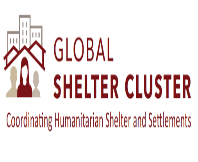 GLOBAL
SHELTER CLUSTER
Coordinating Humanitarian Shelter and Settlements